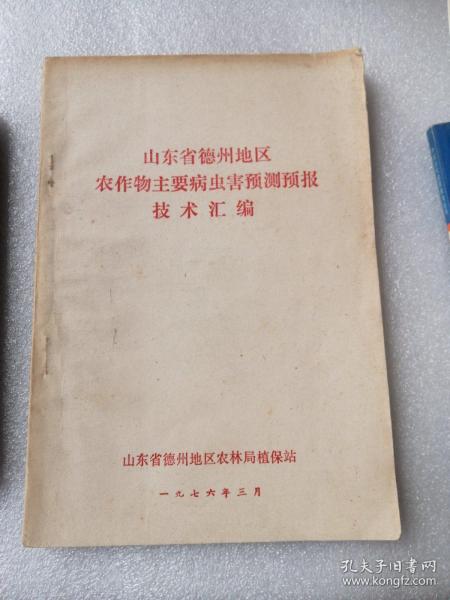 山东省德州地区
农作物主要病虫害预测预报
技术汇编
山东省德州地区农林局植保站
一九七六年三月
孔夫子旧书网
www.kongfz.com